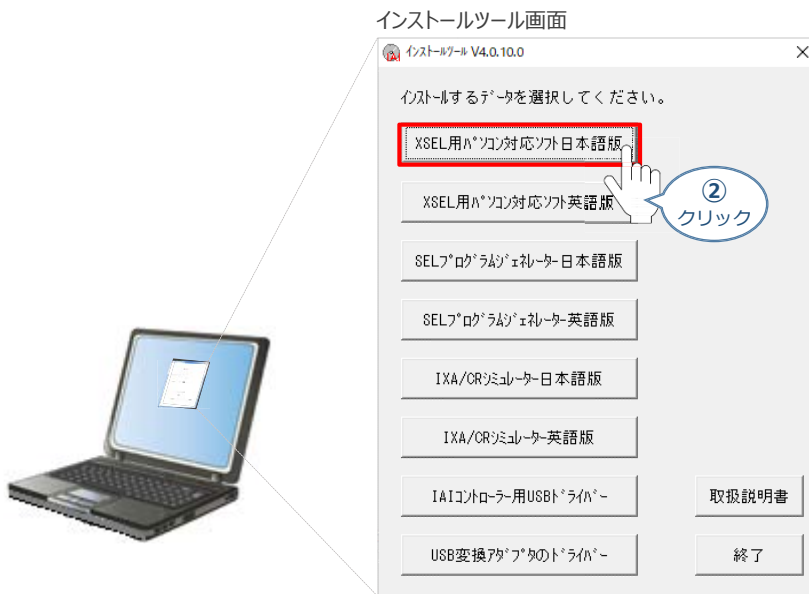 インストールツール画面
ｲﾝｽﾄｰﾙﾂｰﾙ V4.0.10.0
ｲﾝｽﾄｰﾙするﾃﾞｰﾀを選択してください。
XSEL用ﾊﾟｿｺﾝ対応ｿﾌﾄ日本語版
XSEL用ﾊﾟｿｺﾝ対応ｿﾌﾄ英語版
②
クリック
SELﾌﾟﾛｸﾞﾗﾑｼﾞｪﾈﾚｰﾀｰ日本語版
SELﾌﾟﾛｸﾞﾗﾑｼﾞｪﾈﾚｰﾀｰ英語版
IXA/CRｼﾐｭﾚｰﾀｰ日本語版
IXA/CRｼﾐｭﾚｰﾀｰ英語版
IAIｺﾝﾄﾛｰﾗｰ用USBﾄﾞﾗｲﾊﾞｰ
取扱説明書
USB変換ｱﾀﾞﾌﾟﾀのﾄﾞﾗｲﾊﾞｰ
終了